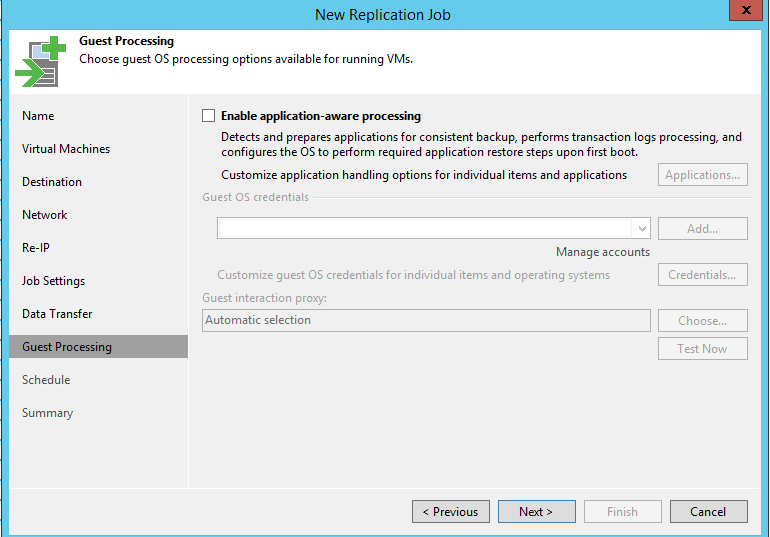 New Replication Job
x
Guest Processing
Choose guest OS processing options available for running VMs.
Name
Virtual Machines
Destination
Network
Re-IP
Job Settings
Data Transfer
Guest Processing
Schedule
Summary
Enable application-aware processing
Detects and prepares applications for consistent backup, performs transaction logs processing, and
configures the OS to perform required application restore steps upon first boot.
Customize application handling options for individual items and applications
Applications...
Guest OS credentials
Add...
Manage accounts
Customize guest OS credentials for individual items and operating systems
Credentials...
Guest interaction proxy:
Automatic selection
Choose...
Test Now
< Previous
Next >
Finish
Cancel